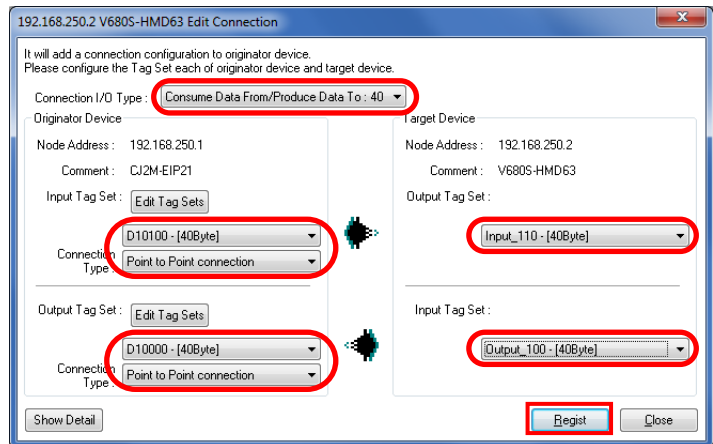 192.168.250.2 V680S-HMD63 Edit Connection
It will add a connection configuration to originator device.
Please configure the Tag Set each of originator device and target device.
Connection I/O Type : Consume Data From/Produce Data To : 40
Originator Device
Target Device
Node Address : 192.168.250.1
Node Address : 192.168.250.2
Comment : CJ2M-EIP21
Comment : V680S-HMD63
Input Tag Set : Edit Tag Sets
Output Tag Set :
D10100 - [40Byte]
Input_110 - [40Byte]
Connection Type : Point to Point connection
Output Tag Set : Edit Tag Sets
Input Tag Set :
D10000 - [40Byte]
Output_100 - [40Byte]
Connection Type : Point to Point connection
Show Detail
Regist
Close